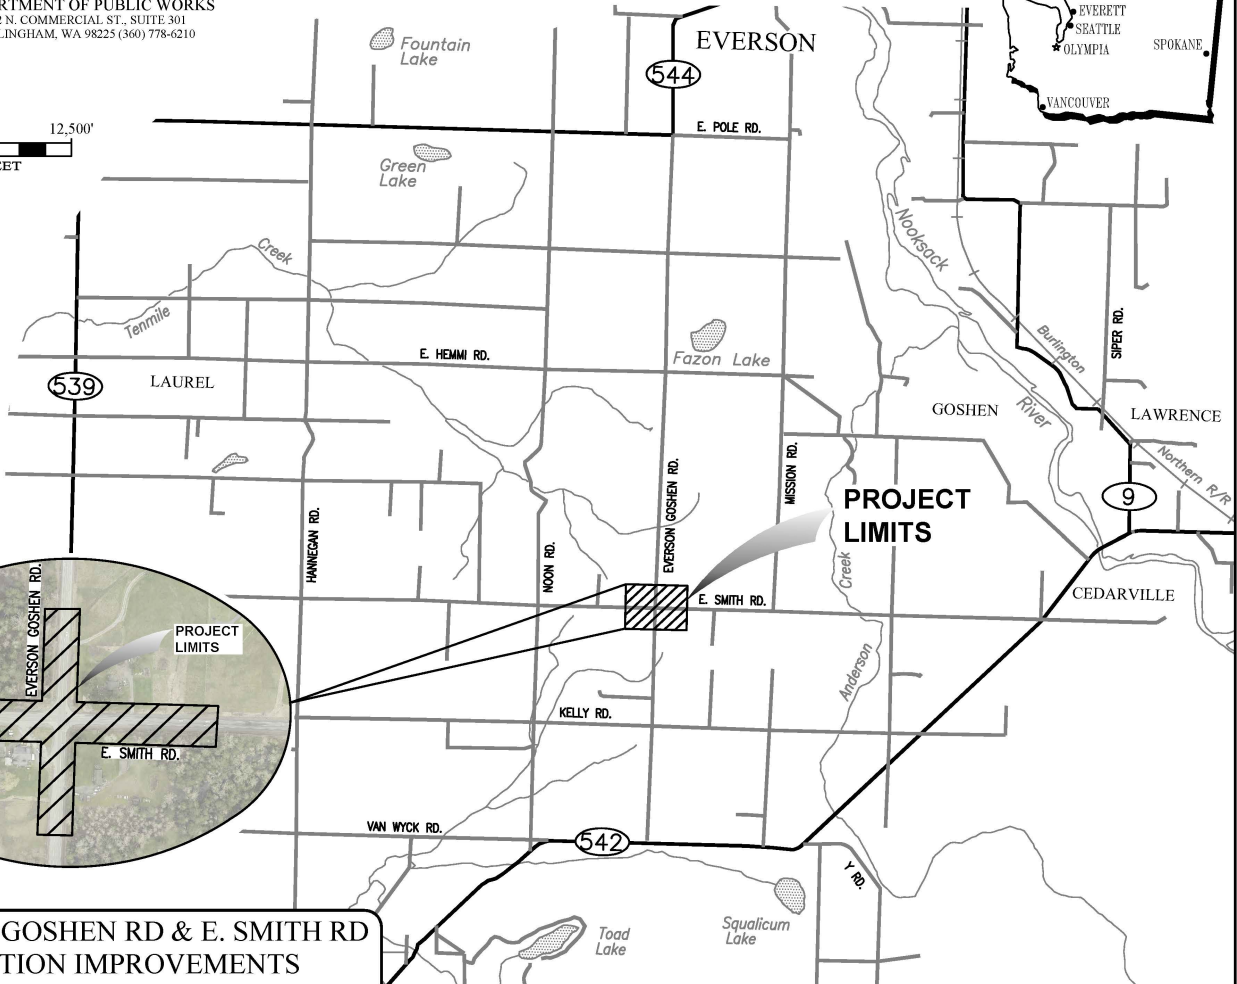 ARTMENT OF PUBLIC WORKS
2 N. COMMERCIAL ST., SUITE 301
LINGHAM, WA 98225 (360) 778-6210
12,500'
EET
Fountain
Lake
EVERSON
544
E. POLE RD.
EVERETT
SEATTLE
OLYMPIA
SPOKANE
VANCOUVER
Green
Lake
Creek
Tenmile
Nooksack
River
E. HEMMI RD.
Fazon Lake
539
LAUREL
Burlington
SIPER RD.
GOSHEN
LAWRENCE
Northern R/R
9
HANNEGAN RD.
NOON RD.
EVERSON GOSHEN RD.
MISSION RD.
PROJECT
LIMITS
Creek
Anderson
E. SMITH RD.
CEDARVILLE
EVERSON GOSHEN RD.
PROJECT
LIMITS
E. SMITH RD.
KELLY RD.
VAN WYCK RD.
542
Y RD.
Toad
Lake
Squalicum
Lake
GOSHEN RD & E. SMITH RD
TION IMPROVEMENTS